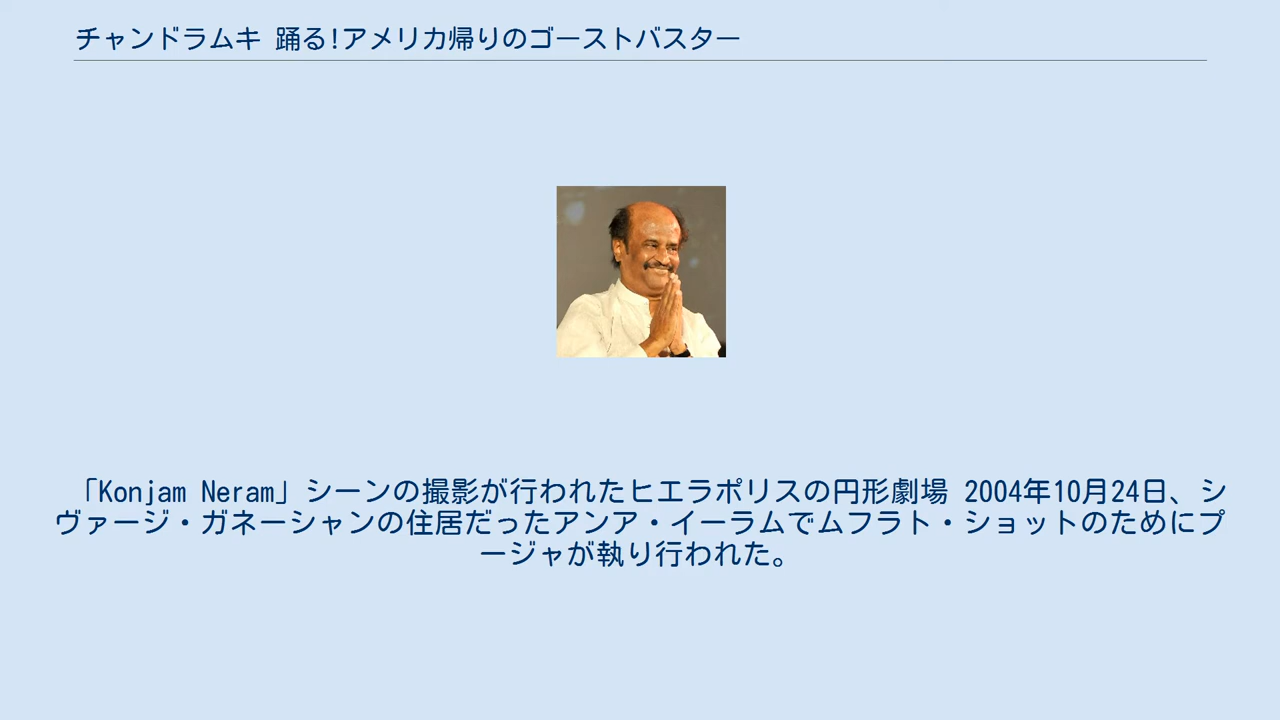 チャンドラムキ 踊る!アメリカ帰りのゴーストバスター
「Konjam Neram」シーンの撮影が行われたヒエラポリスの円形劇場 2004年10月24日、シ
ヴァージ・ガネーシャンの住居だったアンナ・イーラムでムフラト・ショットのためにプ
ージャが執り行われた。